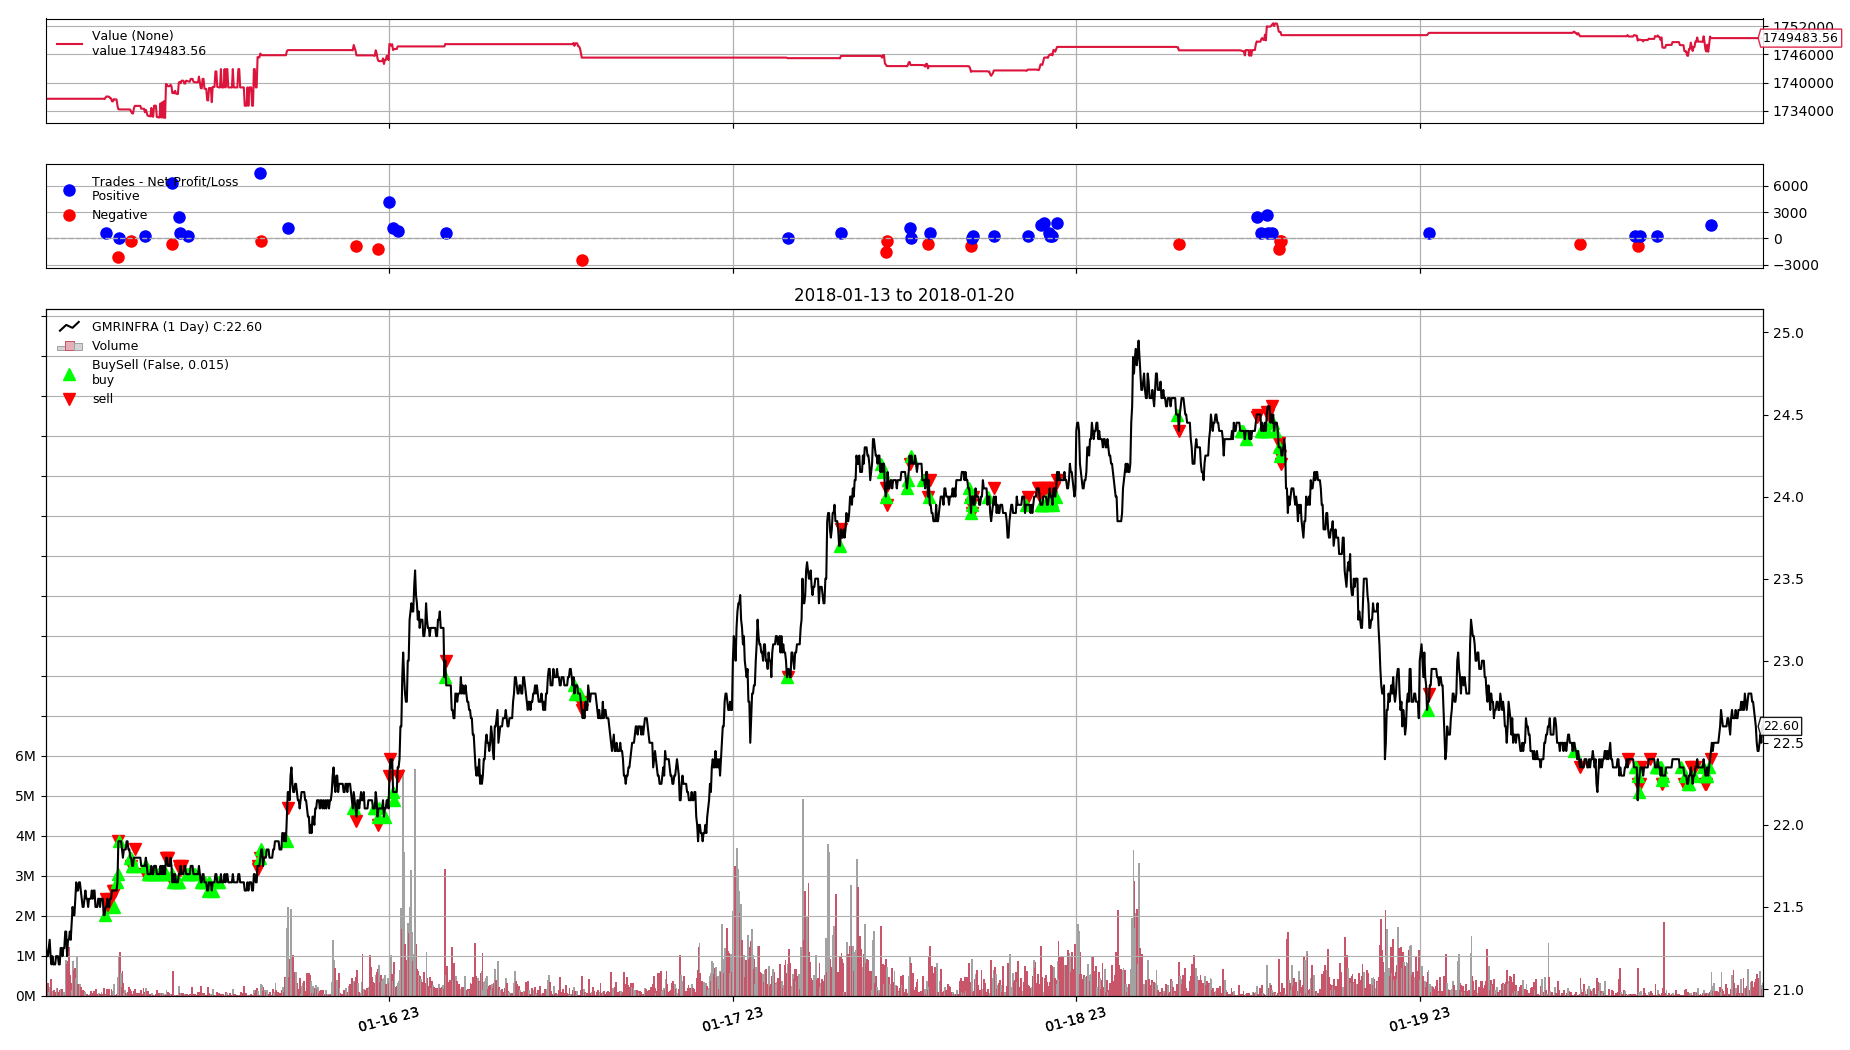 Value (None)
value 1749483.56
1752000
1749483.56
1746000
1740000
1734000
Trades - Net Profit/Loss
Positive
Negative
6000
3000
0
−3000
2018-01-13 to 2018-01-20
GMRINFRA (1 Day) C:22.60
Volume
BuySell (False, 0.015)
buy
sell
25.0
24.5
24.0
23.5
23.0
22.60
22.5
22.0
21.5
21.0
6M
5M
4M
3M
2M
1M
0M
01-16 23
01-17 23
01-18 23
01-19 23